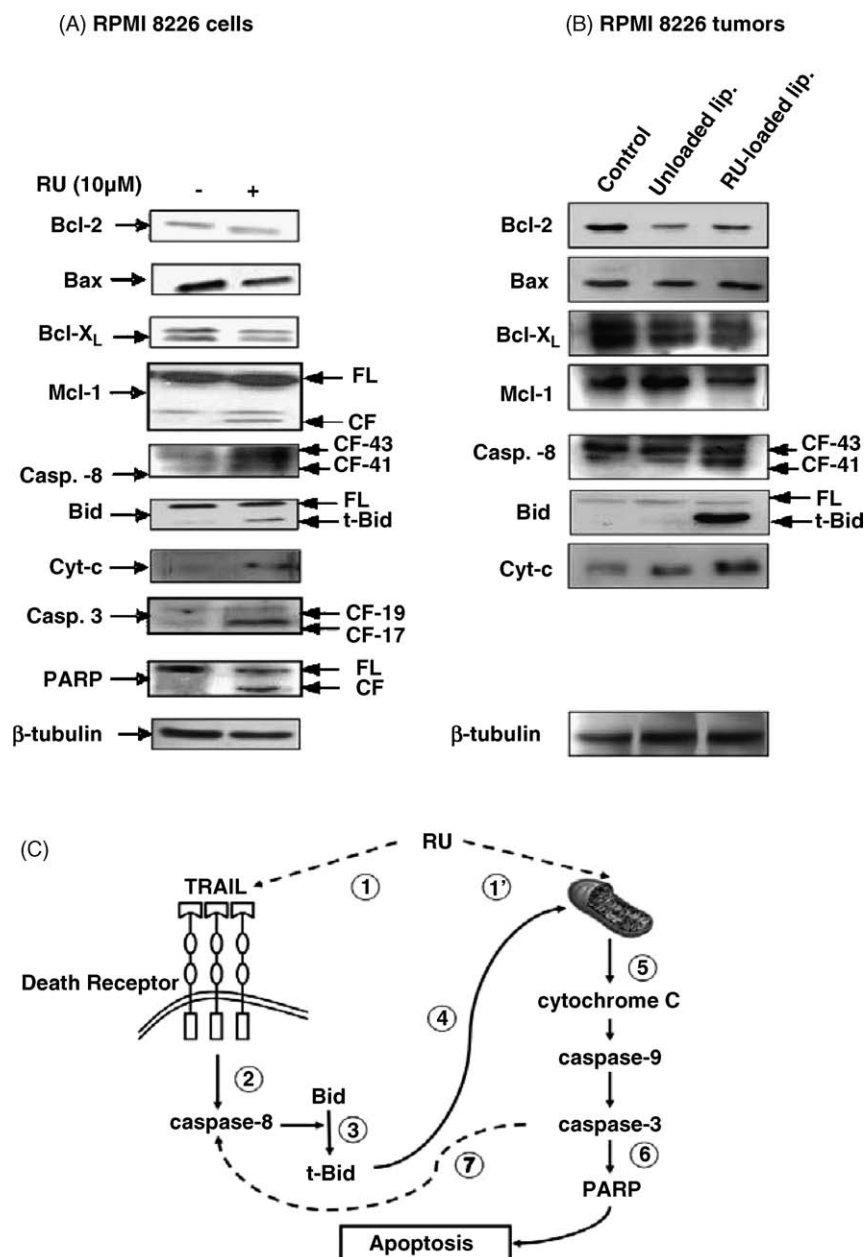 (A) RPMI 8226 cells
RU (10µM) - +
Bcl-2
Bax
Bcl-XL
Mcl-1
FL
CF
Casp. -8
CF-43
CF-41
Bid
FL
t-Bid
Cyt-c
Casp. 3
CF-19
CF-17
PARP
FL
CF
β-tubulin
(B) RPMI 8226 tumors
Control
Unloaded lip.
RU-loaded lip.
Bcl-2
Bax
Bcl-XL
Mcl-1
Casp. -8
CF-43
CF-41
Bid
FL
t-Bid
Cyt-c
β-tubulin
(C)
RU
TRAIL
1
1'
Death Receptor
5
cytochrome C
4
2
caspase-9
Bid
caspase-8
3
caspase-3
t-Bid
7
6
PARP
Apoptosis